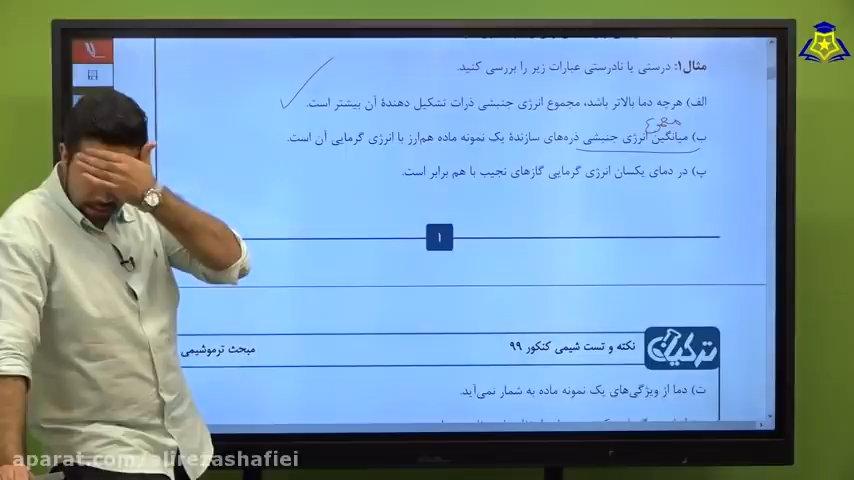 مثال۱: درستی یا نادرستی عبارات زیر را بررسی کنید.
الف) هرچه دما بالاتر باشد، مجموع انرژی جنبشی ذرات تشکیل دهندهٔ آن بیشتر است.
ب) میانگین انرژی جنبشی ذره‌های سازندهٔ یک نمونه ماده هم‌ارز با انرژی گرمایی آن است.
پ) در دمای یکسان انرژی گرمایی گازهای نجیب با هم برابر است.
۱
ترکیان
نکته و تست شیمی کنکور ۹۹
مبحث ترموشیمی
ت) دما از ویژگی‌های یک نمونه ماده به شمار نمی‌آید.
aparat.com/alirezashafiei